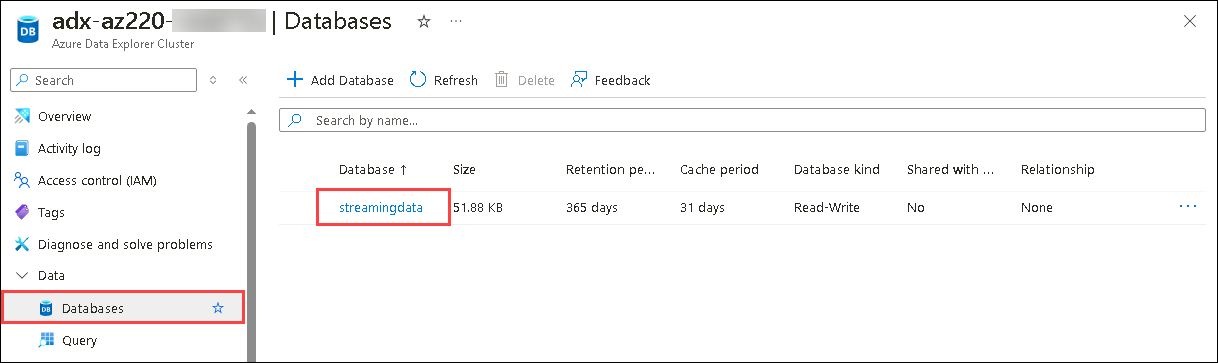 adx-az220- | Databases ☆ ...
DB
Azure Data Explorer Cluster
Search
Overview
Activity log
Access control (IAM)
Tags
Diagnose and solve problems
Data
DB Databases
Query
Add Database Refresh Delete Feedback
Search by name...
Database ↑ Size Retention pe... Cache period Database kind Shared with ... Relationship
streamingdata 51.88 KB 365 days 31 days Read-Write No None ...